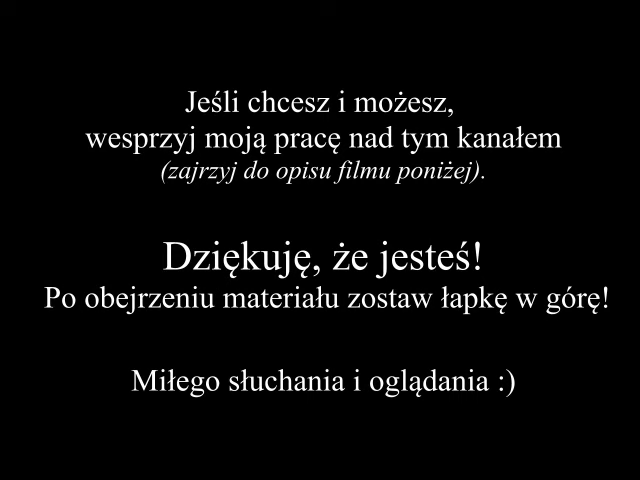 Jeśli chcesz i możesz,
wesprzyj moją pracę nad tym kanałem
(zajrzyj do opisu filmu poniżej).
Dziękuję, że jesteś!
Po obejrzeniu materiału zostaw łapkę w górę!
Miłego słuchania i oglądania :)